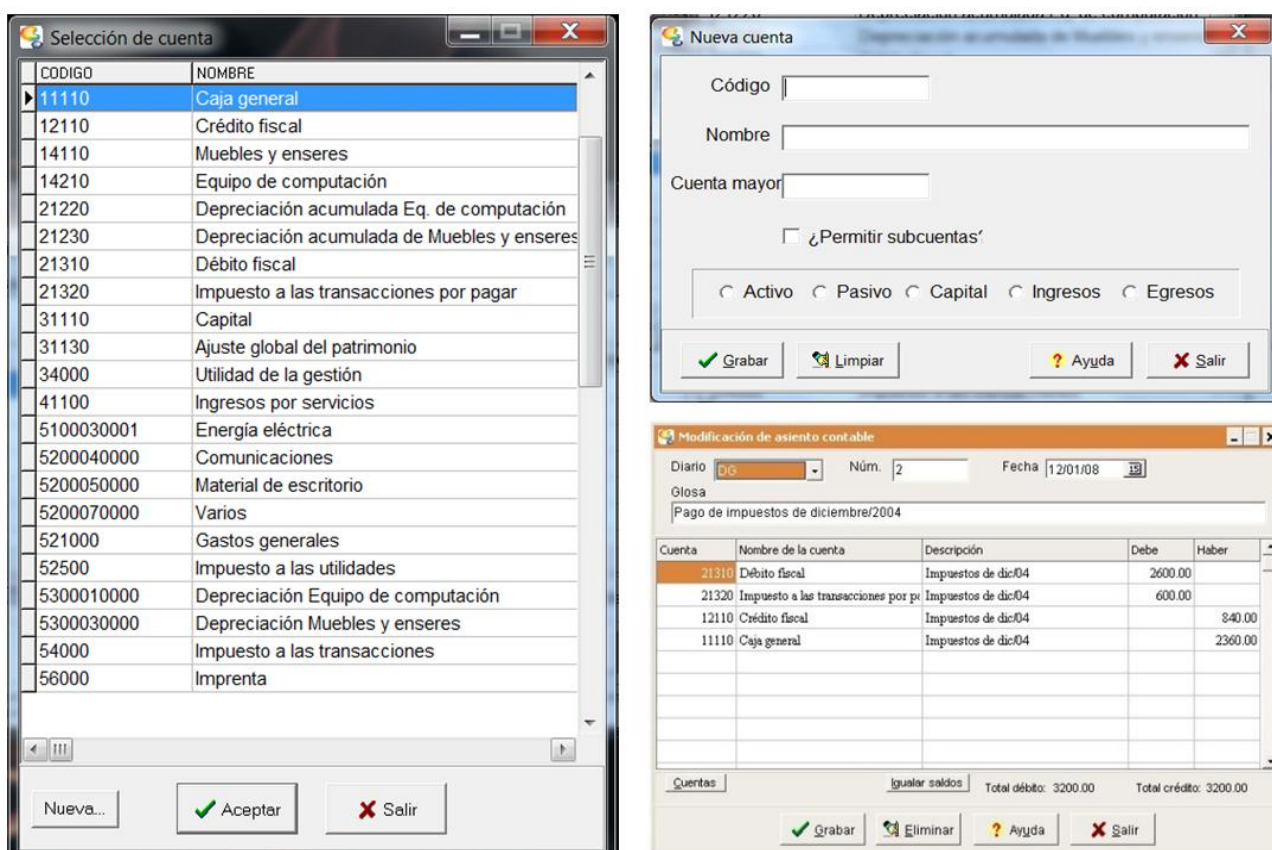 Selección de cuenta
CODIGO NOMBRE
11110 Caja general
12110 Crédito fiscal
14110 Muebles y enseres
14210 Equipo de computación
21220 Depreciación acumulada Eq. de computación
21230 Depreciación acumulada de Muebles y enseres
21310 Débito fiscal
21320 Impuesto a las transacciones por pagar
31110 Capital
31130 Ajuste global del patrimonio
34000 Utilidad de la gestión
41100 Ingresos por servicios
5100030001 Energía eléctrica
5200040000 Comunicaciones
5200050000 Material de escritorio
5200070000 Varios
521000 Gastos generales
52500 Impuesto a las utilidades
5300010000 Depreciación Equipo de computación
5300030000 Depreciación Muebles y enseres
54000 Impuesto a las transacciones
56000 Imprenta
Nueva... Aceptar Salir
Nueva cuenta
Código
Nombre
Cuenta mayor
¿Permitir subcuentas
Activo Pasivo Capital Ingresos Egresos
Grabar Limpiar Ayuda Salir
Modificación de asiento contable
Diario DG Núm. 2 Fecha 12/01/08
Glosa
Pago de impuestos de diciembre/2004
Cuenta Nombre de la cuenta Descripción Debe Haber
21310 Débito fiscal Impuestos de dic/04 2600.00
21320 Impuesto a las transacciones por Impuestos de dic/04 600.00
12110 Crédito fiscal Impuestos de dic/04 840.00
11110 Caja general Impuestos de dic/04 2360.00
Cuentas Igualar saldos Total débito: 3200.00 Total crédito: 3200.00
Grabar Eliminar Ayuda Salir